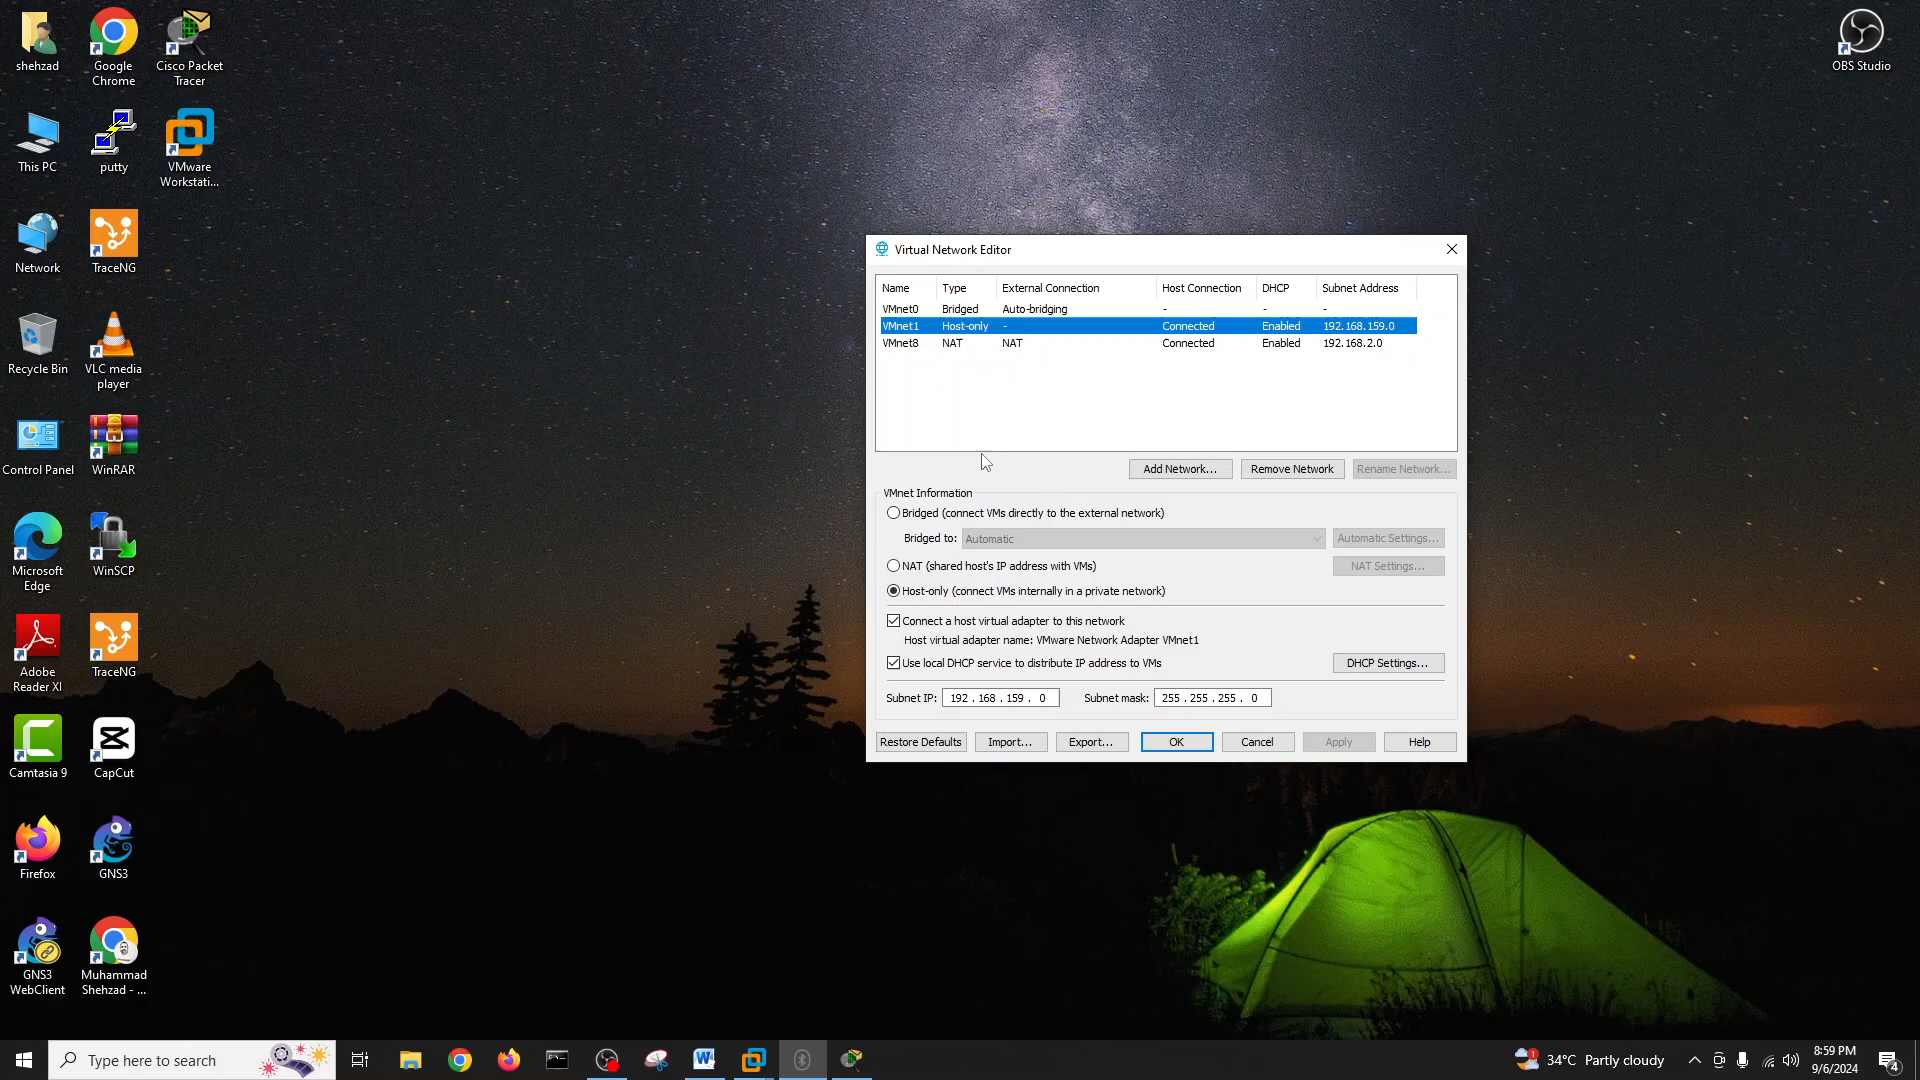 shehzad
Google
Chrome
Cisco Packet
Tracer
OBS Studio
This PC
putty
VMware
Workstati...
Network
TraceNG
Recycle Bin
VLC media
player
Control Panel
WinRAR
Microsoft
Edge
WinSCP
Adobe
Reader XI
TraceNG
Camtasia 9
CapCut
Firefox
GNS3
GNS3
WebClient
Muhammad
Shehzad - ...
Virtual Network Editor
Name Type External Connection Host Connection DHCP Subnet Address
VMnet0 Bridged Auto-bridging - - -
VMnet1 Host-only - Connected Enabled 192.168.159.0
VMnet8 NAT NAT Connected Enabled 192.168.2.0
Add Network... Remove Network Rename Network...
VMnet Information
Bridged (connect VMs directly to the external network)
Bridged to: Automatic Automatic Settings...
NAT (shared host's IP address with VMs) NAT Settings...
Host-only (connect VMs internally in a private network)
Connect a host virtual adapter to this network
Host virtual adapter name: VMware Network Adapter VMnet1
Use local DHCP service to distribute IP address to VMs DHCP Settings...
Subnet IP: 192 . 168 . 159 . 0 Subnet mask: 255 . 255 . 255 . 0
Restore Defaults Import... Export... OK Cancel Apply Help
Type here to search
1
34°C Partly cloudy
8:59 PM
9/6/2024
4